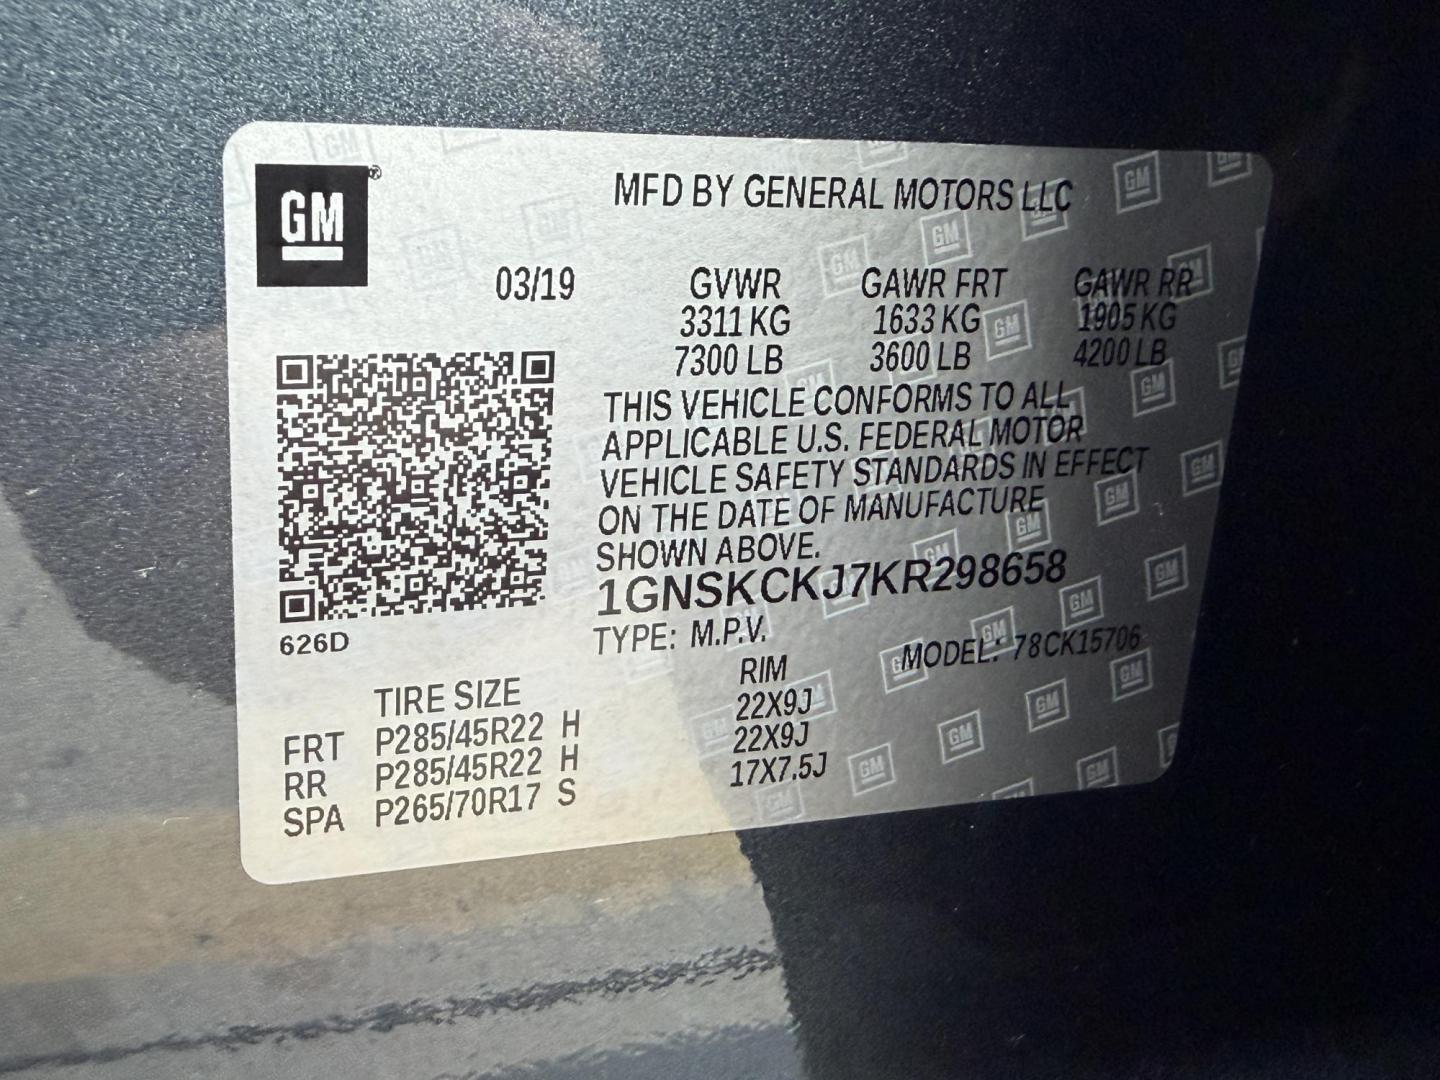 GM®
MFD BY GENERAL MOTORS LLC
03/19 GVWR GAWR FRT GAWR RR
3311 KG 1633 KG 1905 KG
7300 LB 3600 LB 4200 LB
THIS VEHICLE CONFORMS TO ALL
APPLICABLE U.S. FEDERAL MOTOR
VEHICLE SAFETY STANDARDS IN EFFECT
ON THE DATE OF MANUFACTURE
SHOWN ABOVE.
1GNSKCKJ7KR298658
626D
TYPE: M.P.V. MODEL: 78CK15706
TIRE SIZE RIM
FRT P285/45R22 H 22X9J
RR P285/45R22 H 22X9J
SPA P265/70R17 S 17X7.5J